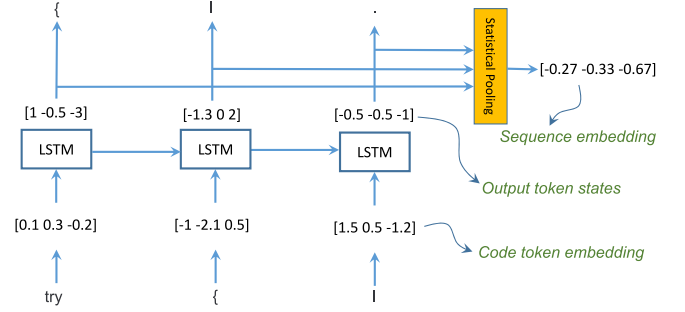 { I .
Statistical Pooling
[-0.27 -0.33 -0.67]
[1 -0.5 -3] [-1.3 0 2] [-0.5 -0.5 -1]
Sequence embedding
LSTM LSTM LSTM
Output token states
[0.1 0.3 -0.2] [-1 -2.1 0.5] [1.5 0.5 -1.2]
Code token embedding
try { I